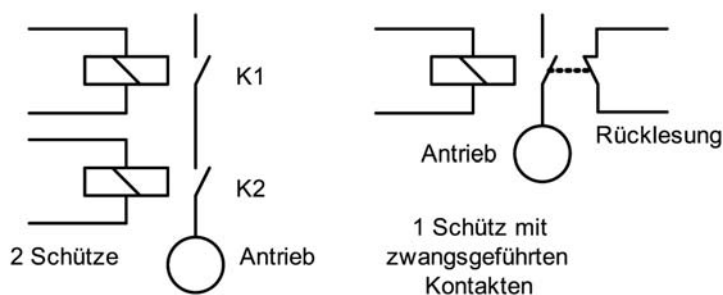 K1
K2
2 Schütze
Antrieb
Antrieb
Rücklesung
1 Schütz mit
zwangsgeführten
Kontakten